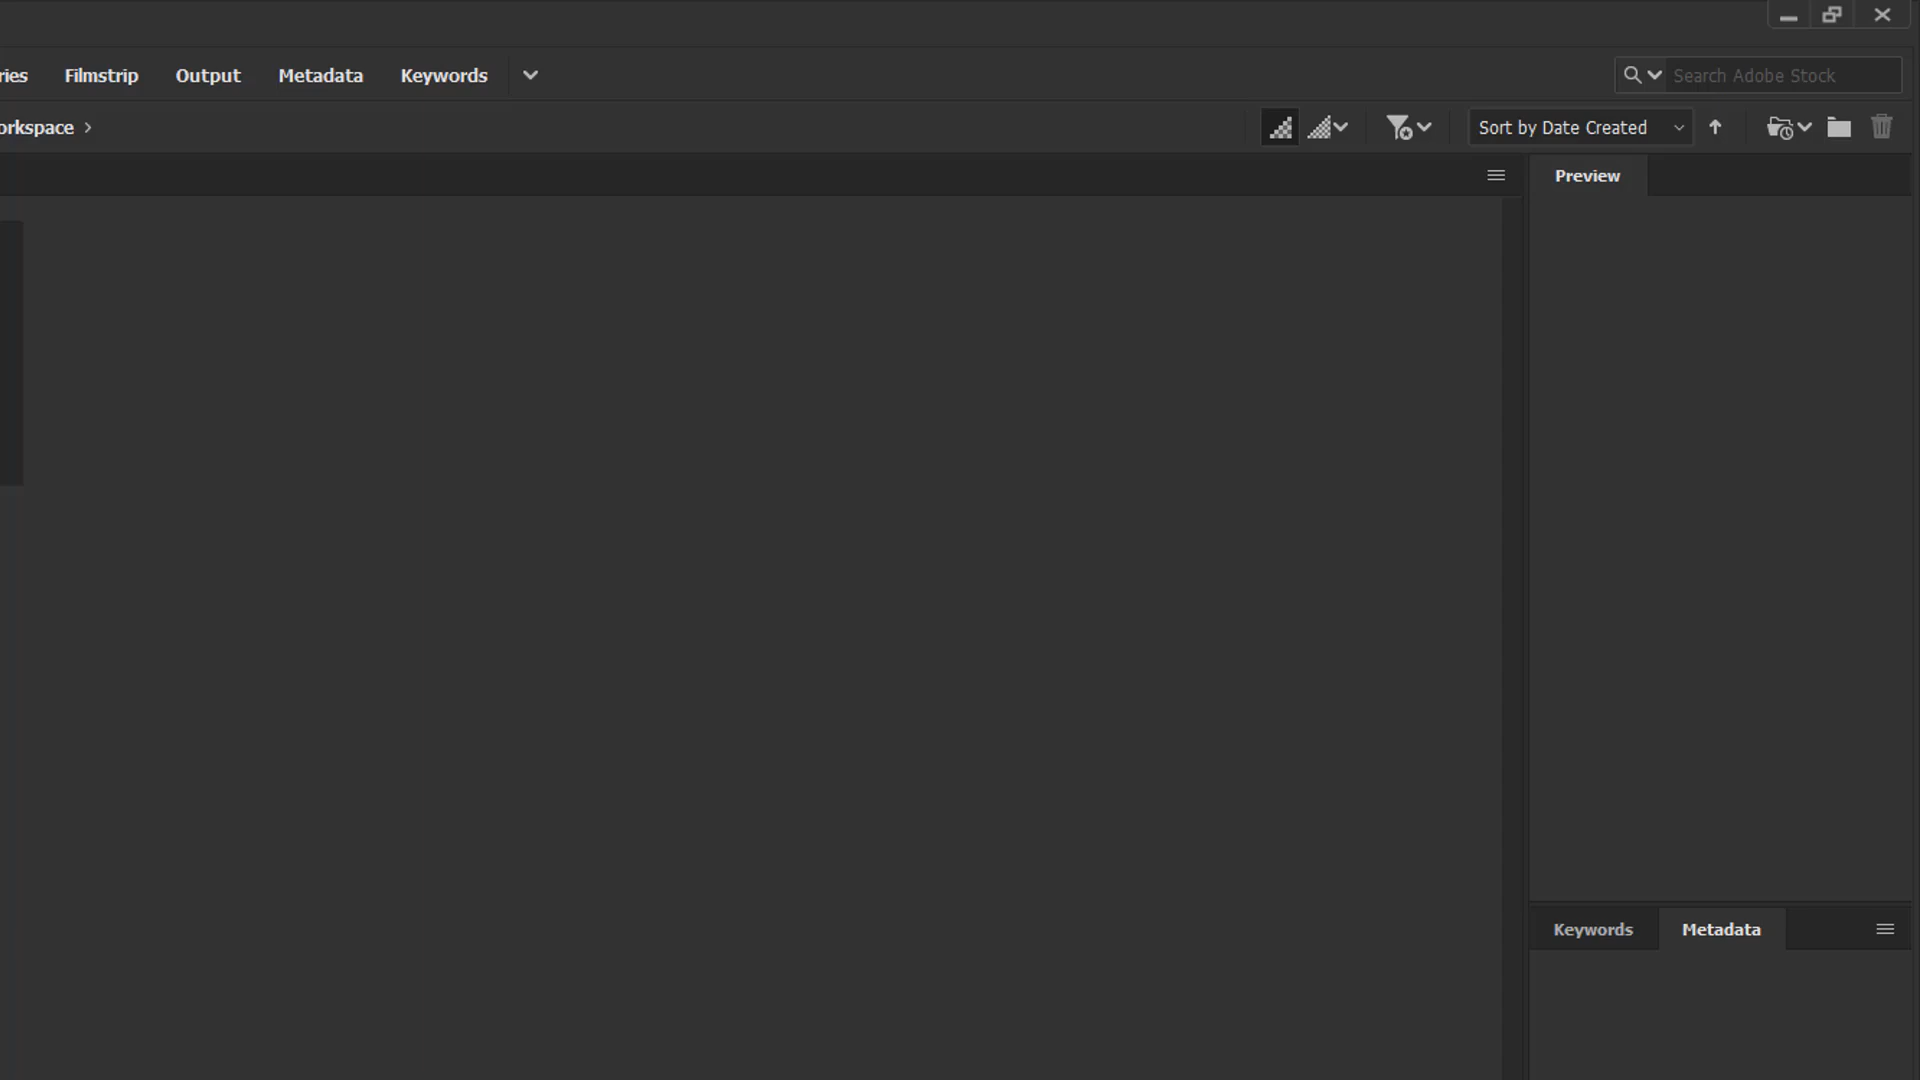 ries Filmstrip Output Metadata Keywords Search Adobe Stock
orkspace Sort by Date Created
Preview
Keywords Metadata